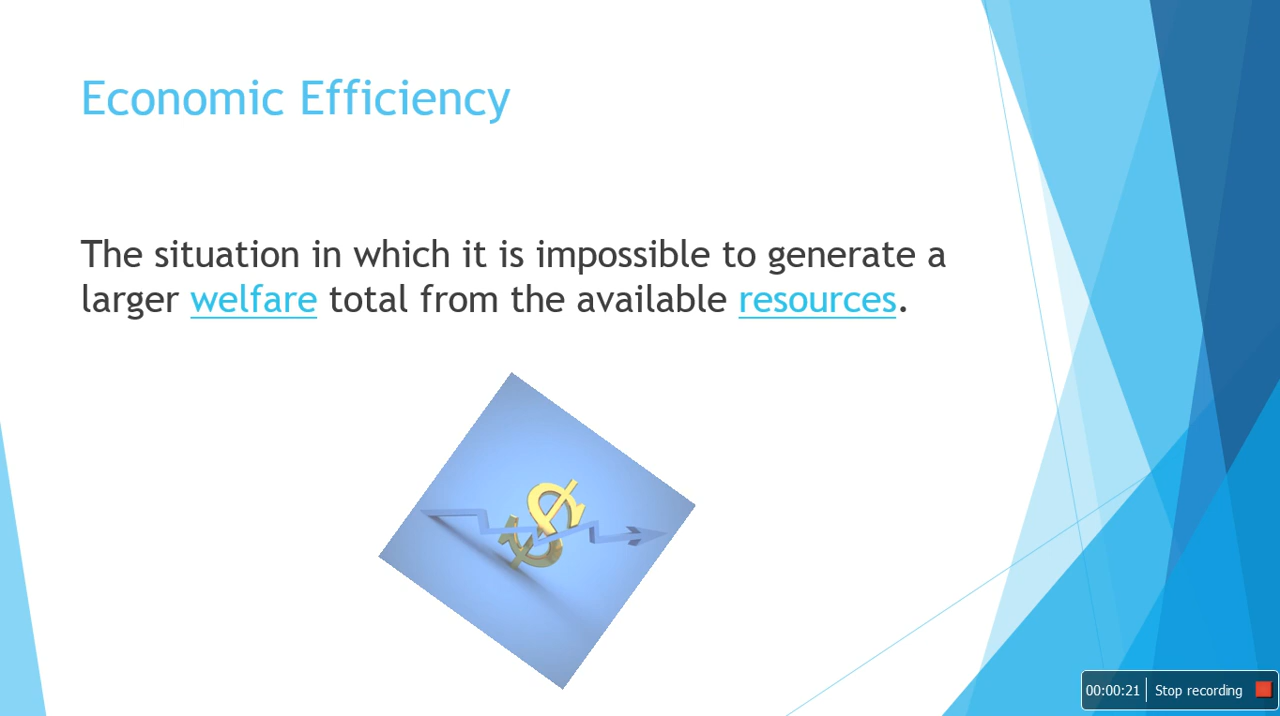 Economic Efficiency
The situation in which it is impossible to generate a
larger welfare total from the available resources.
00:00:21 Stop recording